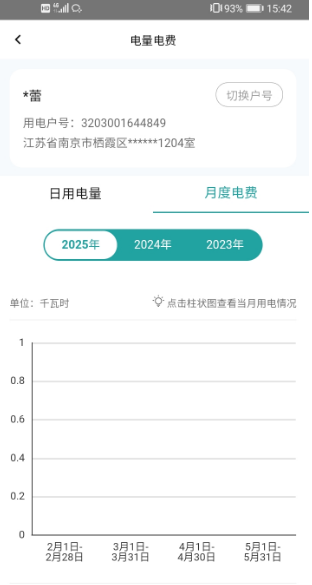 HD 46 93% 15:42
电量电费
*蕾
切换户号
用电户号：3203001644849
江苏省南京市栖霞区******1204室
日用电量 月度电费
2025年 2024年 2023年
单位：千瓦时 点击柱状图查看当月用电情况
1
0.8
0.6
0.4
0.2
0
2月1日- 3月1日- 4月1日- 5月1日-
2月28日 3月31日 4月30日 5月31日